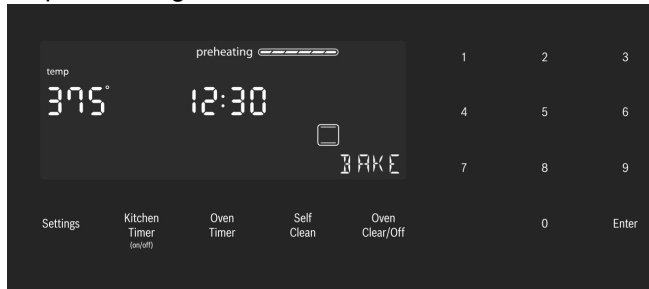 preheating
temp
375° 12:30
BAKE
1 2 3
4 5 6
7 8 9
0 Enter
Settings
Kitchen
Timer
(on/off)
Oven
Timer
Self
Clean
Oven
Clear/Off